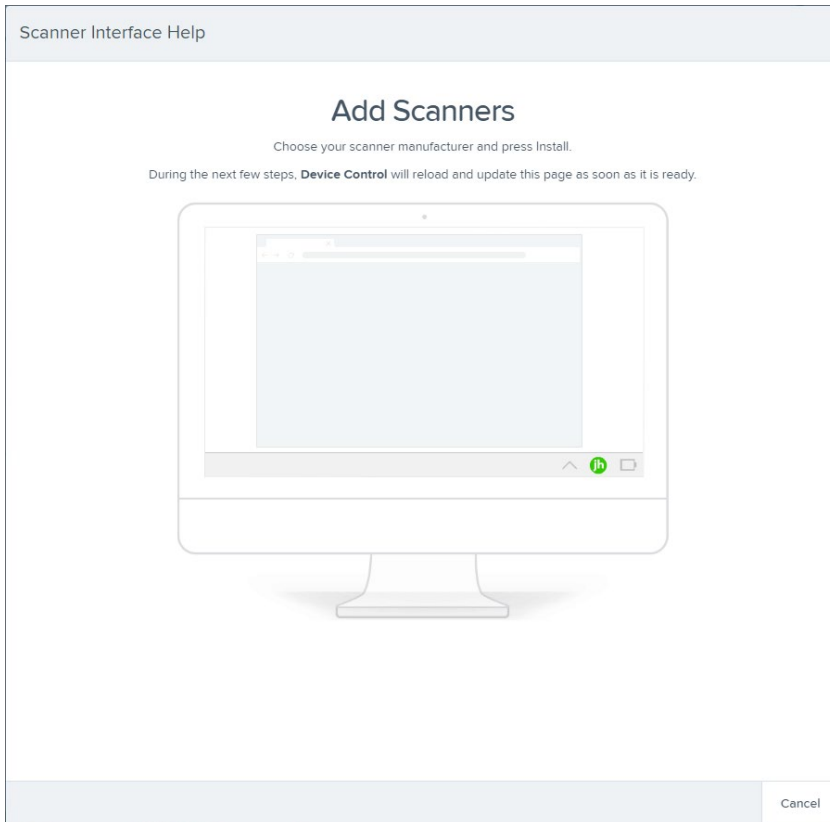 Scanner Interface Help
Add Scanners
Choose your scanner manufacturer and press Install.
During the next few steps, Device Control will reload and update this page as soon as it is ready.
jh
Cancel